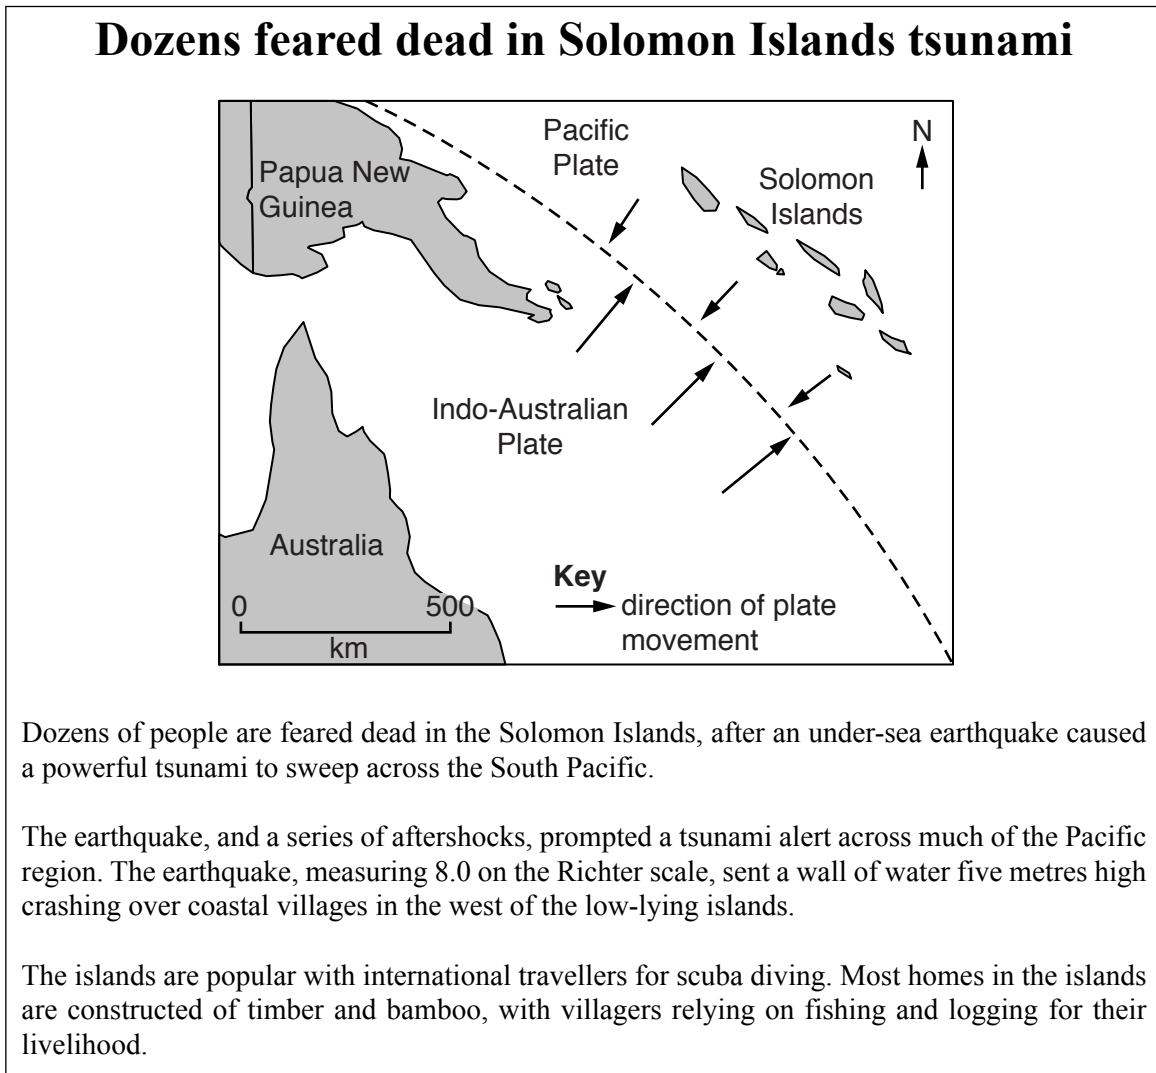 Dozens feared dead in Solomon Islands tsunami
Pacific
Plate
N
Papua New
Guinea
Solomon
Islands
Indo-Australian
Plate
Australia
Key
direction of plate
movement
0 500
km
Dozens of people are feared dead in the Solomon Islands, after an under-sea earthquake caused
a powerful tsunami to sweep across the South Pacific.
The earthquake, and a series of aftershocks, prompted a tsunami alert across much of the Pacific
region. The earthquake, measuring 8.0 on the Richter scale, sent a wall of water five metres high
crashing over coastal villages in the west of the low-lying islands.
The islands are popular with international travellers for scuba diving. Most homes in the islands
are constructed of timber and bamboo, with villagers relying on fishing and logging for their
livelihood.